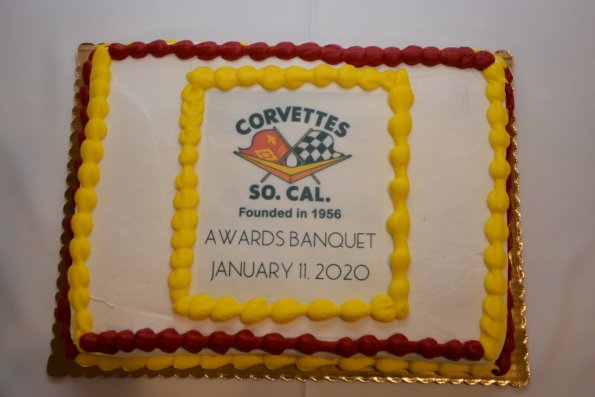 CORVETTES
SO. CAL.
Founded in 1956
AWARDS BANQUET
JANUARY 11, 2020